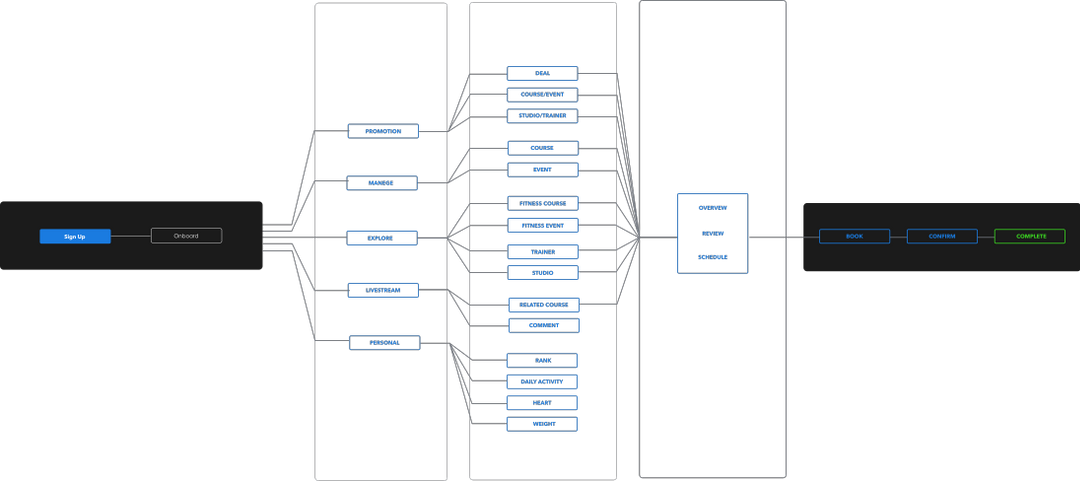 Sign Up
Onboard
PROMOTION
MANEGE
EXPLORE
LIVESTREAM
PERSONAL
DEAL
COURSE/EVENT
STUDIO/TRAINER
COURSE
EVENT
FITNESS COURSE
FITNESS EVENT
TRAINER
STUDIO
RELATED COURSE
COMMENT
RANK
DAILY ACTIVITY
HEART
WEIGHT
OVERVEW
REVIEW
SCHEDULE
BOOK
CONFIRM
COMPLETE